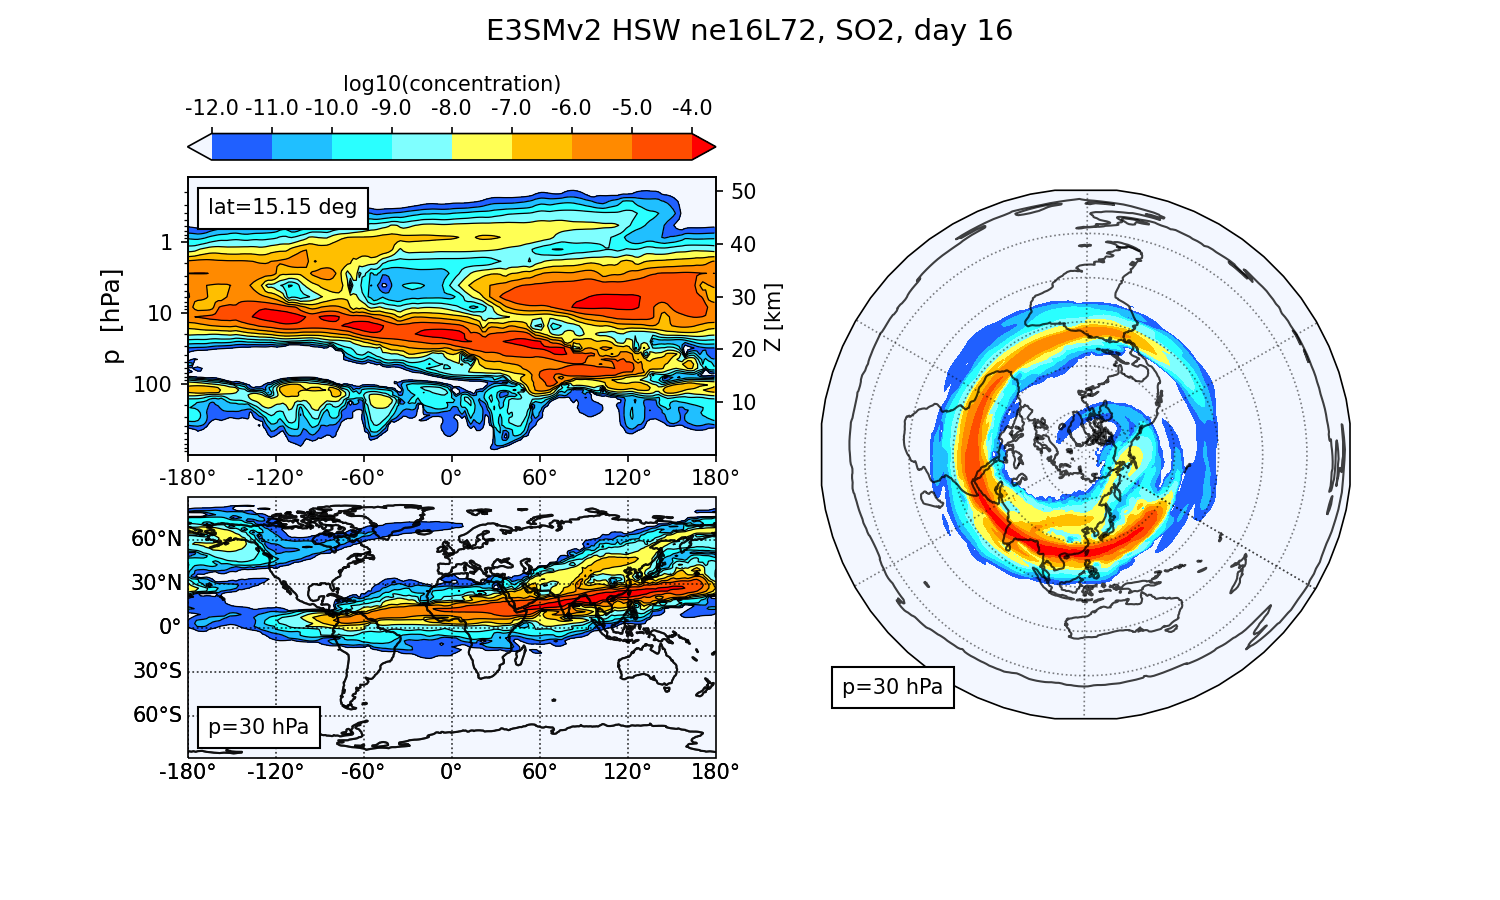 E3SMv2 HSW ne16L72, SO2, day 16
log10(concentration)
-12.0 -11.0 -10.0 -9.0 -8.0 -7.0 -6.0 -5.0 -4.0
lat=15.15 deg
p [hPa]
1
10
100
50
40
30
20
10
Z [km]
-180° -120° -60° 0° 60° 120° 180°
60°N
30°N
0°
30°S
60°S
p=30 hPa
-180° -120° -60° 0° 60° 120° 180°
p=30 hPa